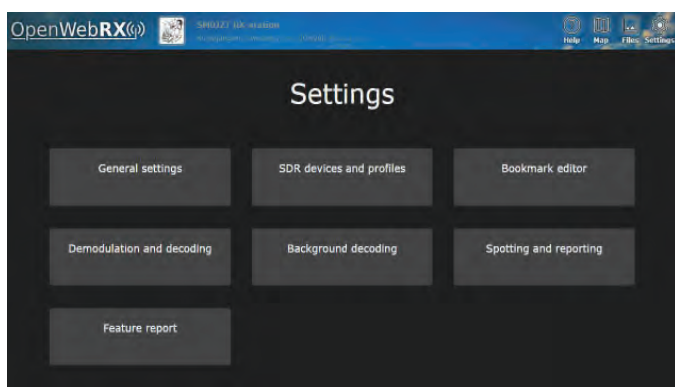 OpenWebRX
Help Map Files Settings
Settings
General settings
SDR devices and profiles
Bookmark editor
Demodulation and decoding
Background decoding
Spotting and reporting
Feature report